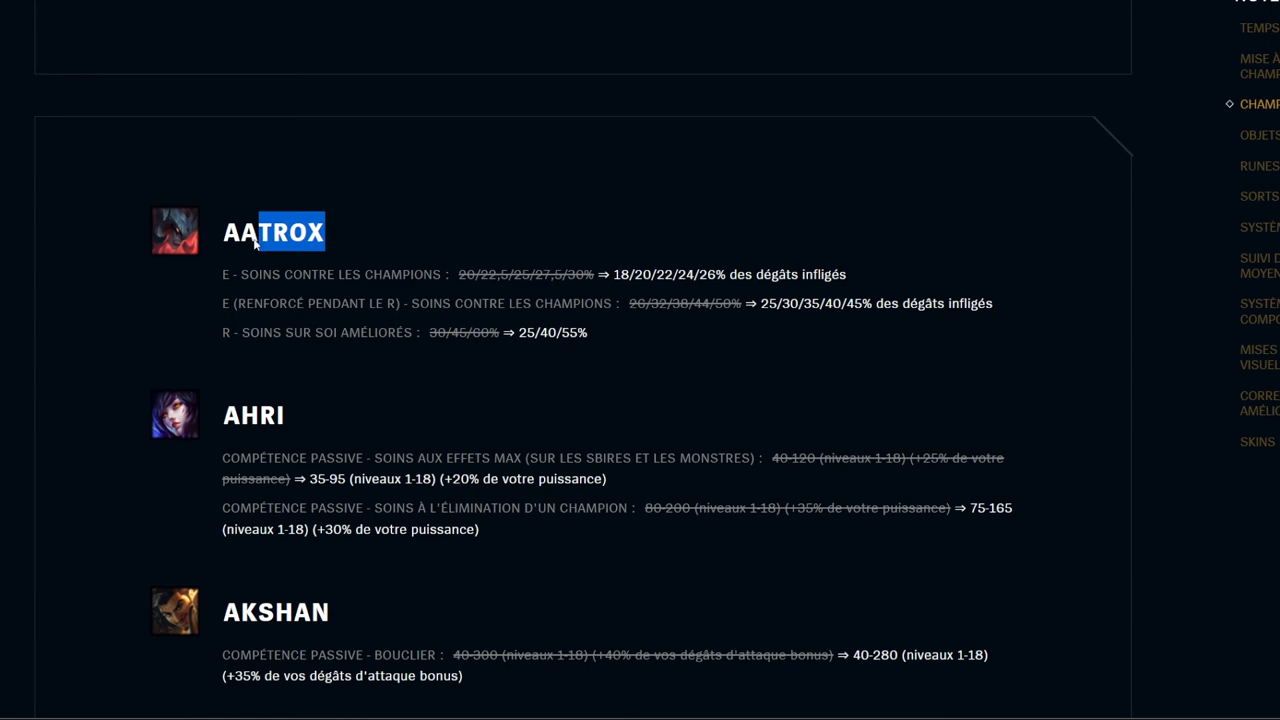 AATROX
E - SOINS CONTRE LES CHAMPIONS : 20/22,5/25/27,5/30% ⇒ 18/20/22/24/26% des dégâts infligés
E (RENFORCÉ PENDANT LE R) - SOINS CONTRE LES CHAMPIONS : 26/32/38/44/50% ⇒ 25/30/35/40/45% des dégâts infligés
R - SOINS SUR SOI AMÉLIORÉS : 30/45/60% ⇒ 25/40/55%
AHRI
COMPÉTENCE PASSIVE - SOINS AUX EFFETS MAX (SUR LES SBIRES ET LES MONSTRES) : 40-120 (niveaux 1-18) (+25% de votre
puissance) ⇒ 35-95 (niveaux 1-18) (+20% de votre puissance)
COMPÉTENCE PASSIVE - SOINS À L'ÉLIMINATION D'UN CHAMPION : 80-200 (niveaux 1-18) (+35% de votre puissance) ⇒ 75-165
(niveaux 1-18) (+30% de votre puissance)
AKSHAN
COMPÉTENCE PASSIVE - BOUCLIER : 40-300 (niveaux 1-18) (+40% de vos dégâts d'attaque bonus) ⇒ 40-280 (niveaux 1-18)
(+35% de vos dégâts d'attaque bonus)
TEMPS
MISE À
CHAMP
CHAMP
OBJETS
RUNES
SORTS
SYSTÈM
SUIVI D
MOYEN
SYSTÈM
COMPO
MISES
VISUEL
CORRE
AMÉLIO
SKINS